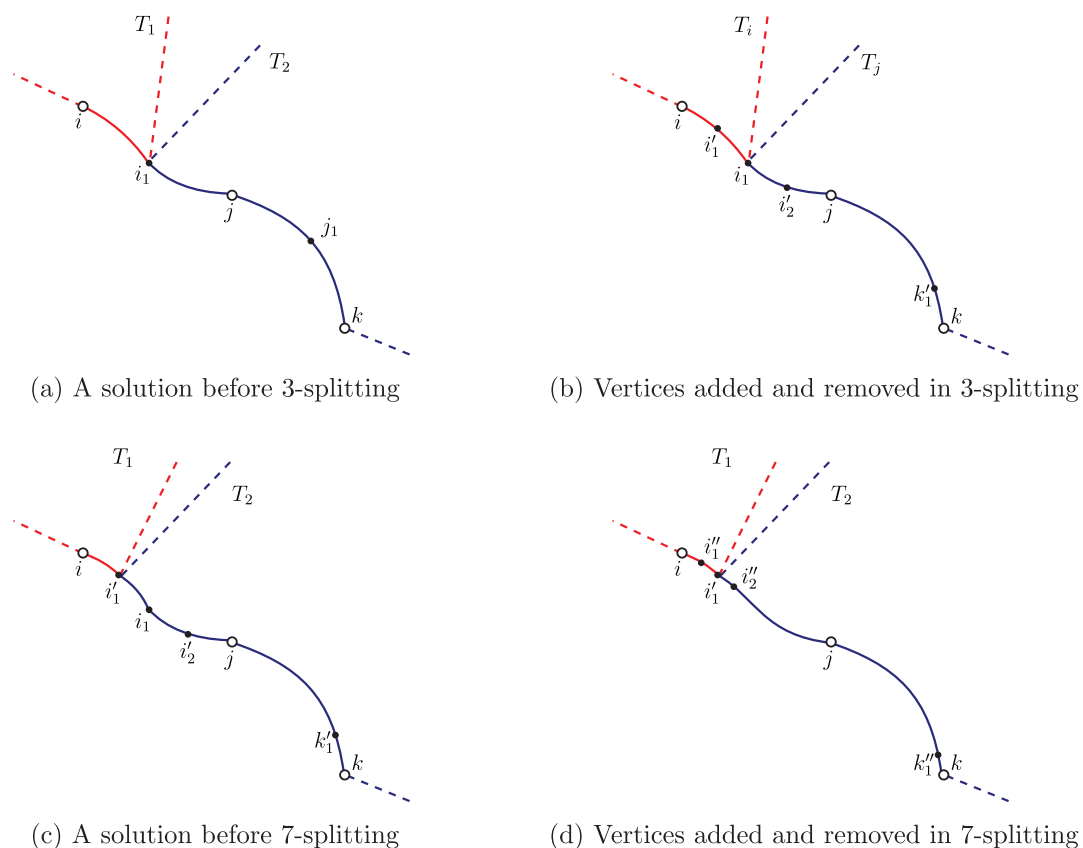 T₁
T₂
i
i₁
j
j₁
k
(a) A solution before 3-splitting
Tᵢ
Tⱼ
i
i′₁
i₁
i′₂
j
k′₁
k
(b) Vertices added and removed in 3-splitting
T₁
T₂
i
i′₁
i₁
i′₂
j
k′₁
k
(c) A solution before 7-splitting
T₁
T₂
i
i″₁
i′₁
i″₂
j
k″₁
k
(d) Vertices added and removed in 7-splitting